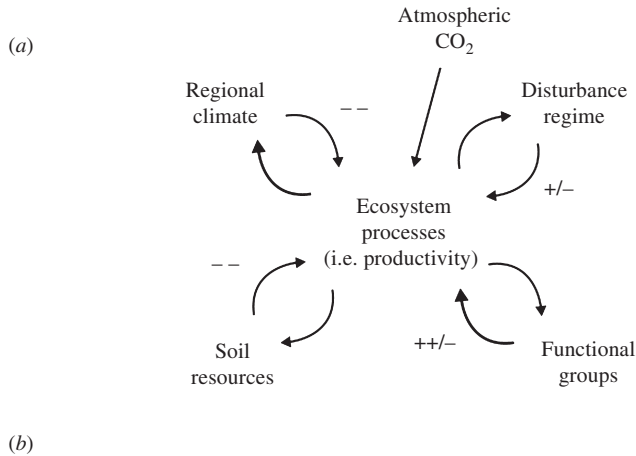 (a)
Atmospheric
CO₂
Regional
climate
– –
Disturbance
regime
+/–
Ecosystem
processes
(i.e. productivity)
– –
++/–
Soil
resources
Functional
groups
(b)